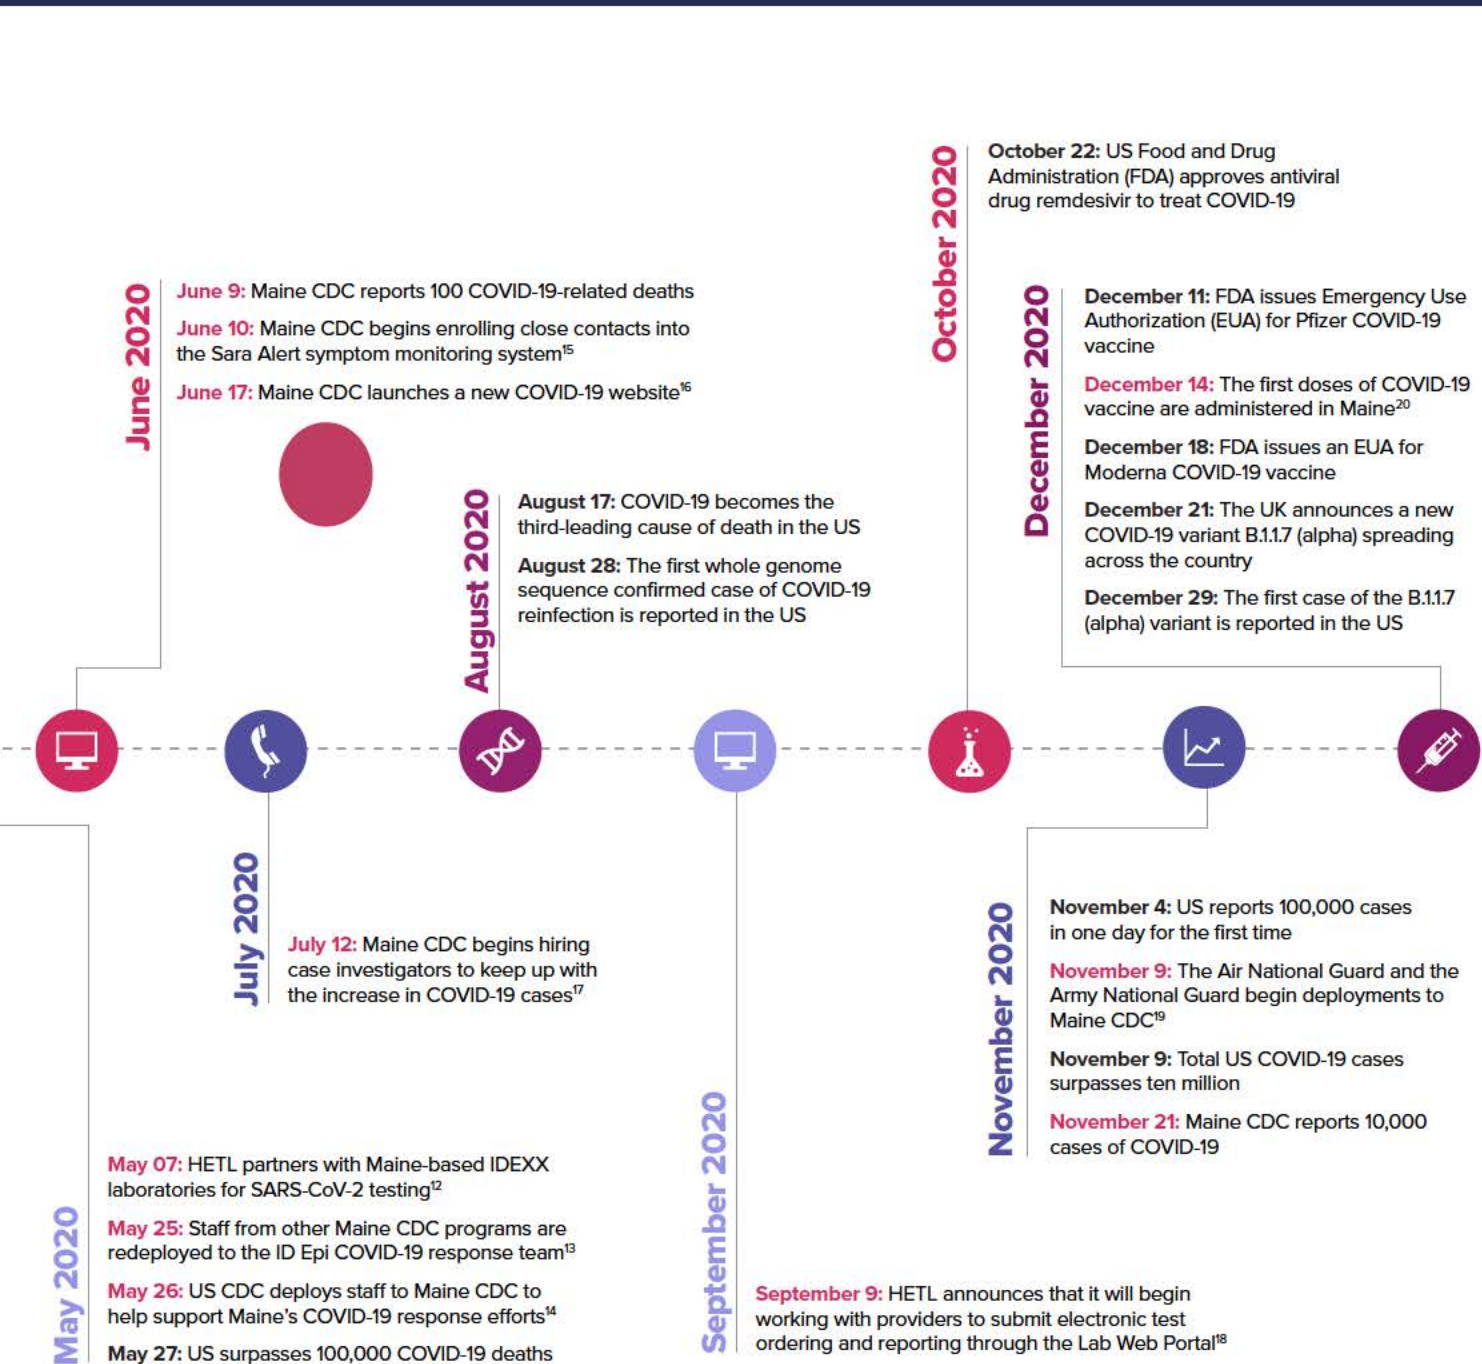 October 2020
October 22: US Food and Drug
Administration (FDA) approves antiviral
drug remdesivir to treat COVID-19
June 2020
June 9: Maine CDC reports 100 COVID-19-related deaths
June 10: Maine CDC begins enrolling close contacts into
the Sara Alert symptom monitoring system¹⁵
June 17: Maine CDC launches a new COVID-19 website¹⁶
December 2020
December 11: FDA issues Emergency Use
Authorization (EUA) for Pfizer COVID-19
vaccine
December 14: The first doses of COVID-19
vaccine are administered in Maine²⁰
December 18: FDA issues an EUA for
Moderna COVID-19 vaccine
December 21: The UK announces a new
COVID-19 variant B.1.1.7 (alpha) spreading
across the country
December 29: The first case of the B.1.1.7
(alpha) variant is reported in the US
August 2020
August 17: COVID-19 becomes the
third-leading cause of death in the US
August 28: The first whole genome
sequence confirmed case of COVID-19
reinfection is reported in the US
July 2020
July 12: Maine CDC begins hiring
case investigators to keep up with
the increase in COVID-19 cases¹⁷
November 2020
November 4: US reports 100,000 cases
in one day for the first time
November 9: The Air National Guard and the
Army National Guard begin deployments to
Maine CDC¹⁹
November 9: Total US COVID-19 cases
surpasses ten million
November 21: Maine CDC reports 10,000
cases of COVID-19
May 2020
May 07: HETL partners with Maine-based IDEXX
laboratories for SARS-CoV-2 testing¹²
May 25: Staff from other Maine CDC programs are
redeployed to the ID Epi COVID-19 response team¹³
May 26: US CDC deploys staff to Maine CDC to
help support Maine's COVID-19 response efforts¹⁴
May 27: US surpasses 100,000 COVID-19 deaths
September 2020
September 9: HETL announces that it will begin
working with providers to submit electronic test
ordering and reporting through the Lab Web Portal¹⁸